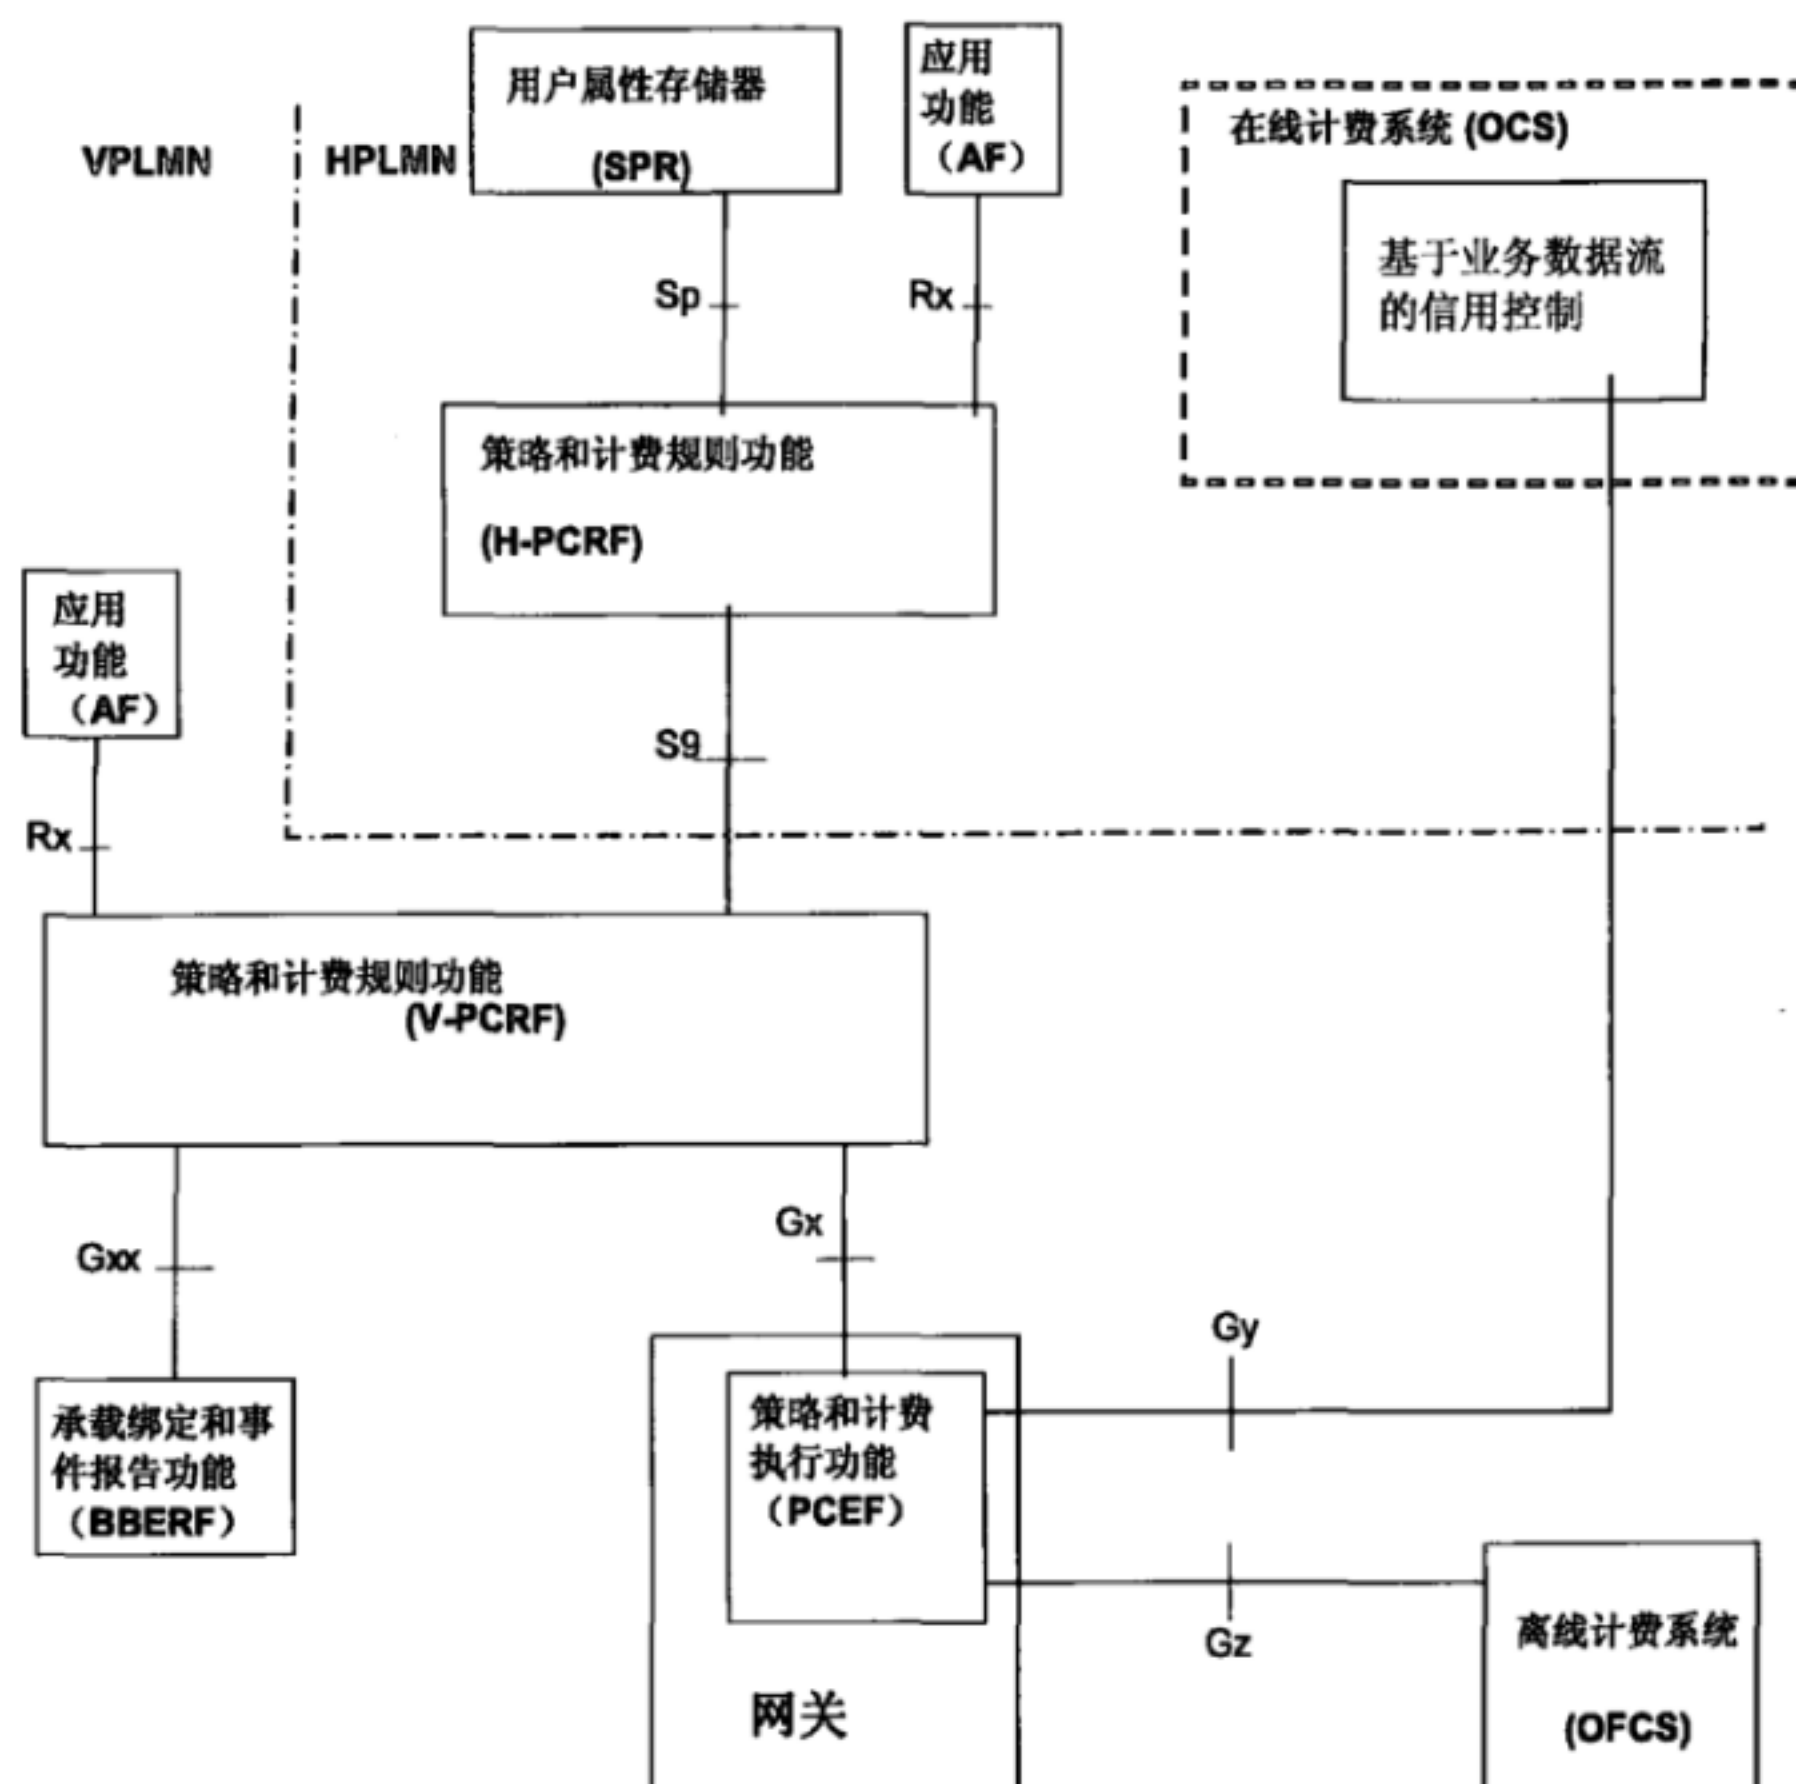 用户属性存储器
(SPR)
应用
功能
（AF）
在线计费系统 (OCS)
VPLMN
HPLMN
基于业务数据流
的信用控制
Sp
Rx
策略和计费规则功能
(H-PCRF)
应用
功能
（AF）
S9
Rx
策略和计费规则功能
(V-PCRF)
Gxx
Gx
Gy
承载绑定和事
件报告功能
（BBERF）
策略和计费
执行功能
（PCEF）
Gz
离线计费系统
(OFCS)
网关